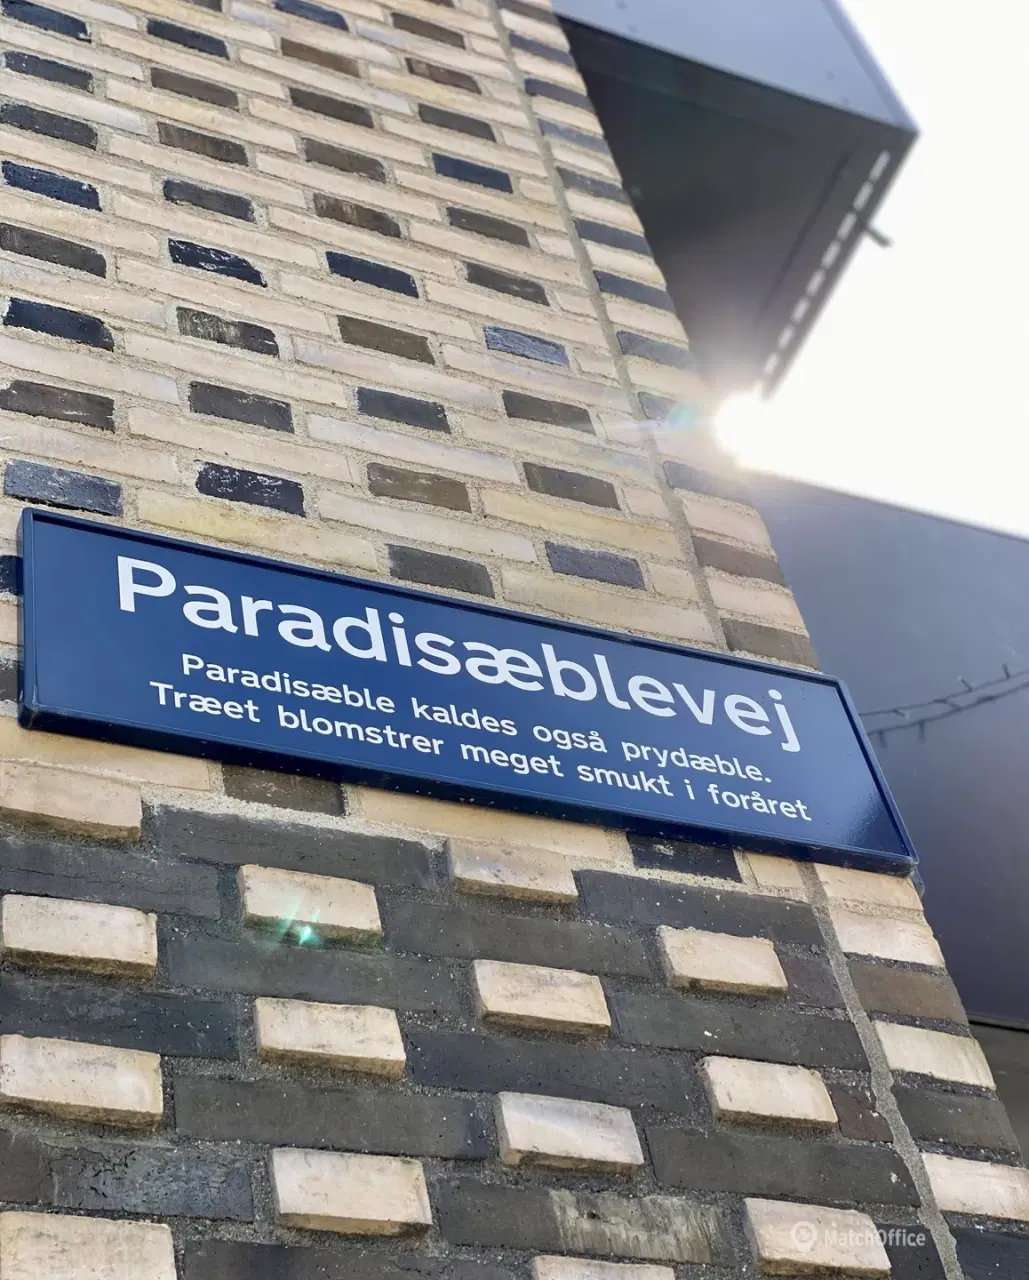 Paradisæblevej
Paradisæble kaldes også prydæble.
Træet blomstrer meget smukt i foråret
MatchOffice